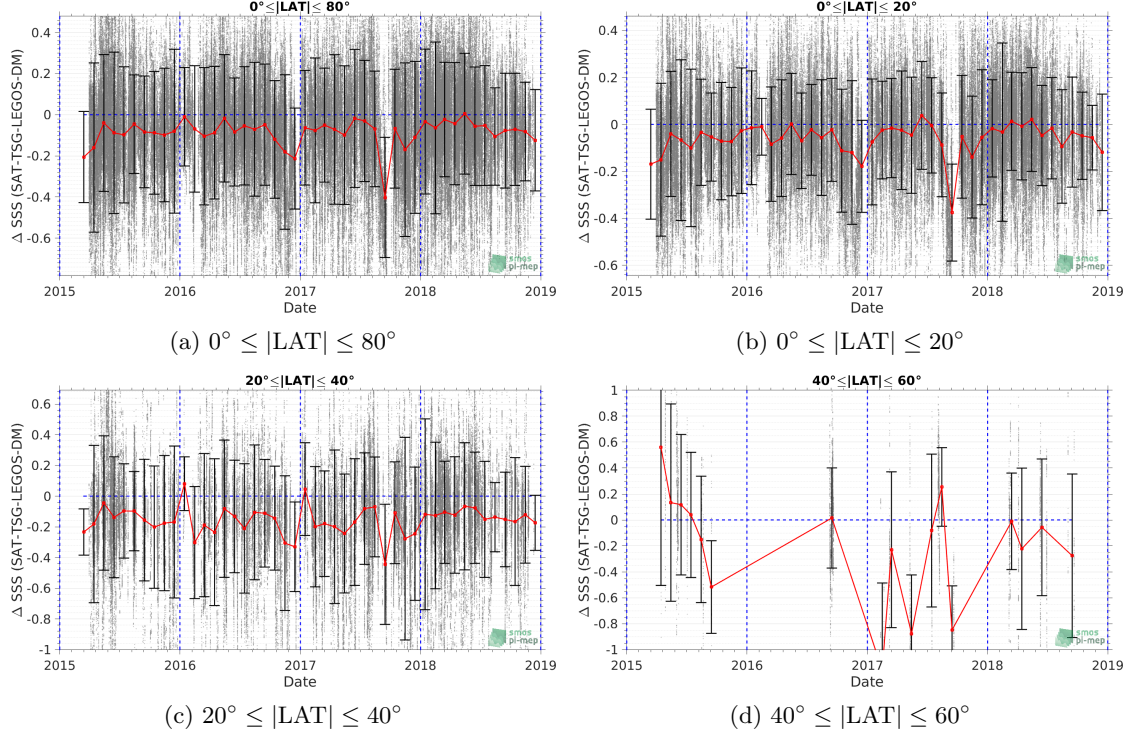 0°≤|LAT|≤ 80°
Δ SSS (SAT-TSG-LEGOS-DM)
0.4
0.2
0
-0.2
-0.4
-0.6
smos
pi-mep
2015 2016 2017 2018 2019
Date
(a) 0° ≤ |LAT| ≤ 80°
0°≤|LAT|≤ 20°
Δ SSS (SAT-TSG-LEGOS-DM)
0.4
0.2
0
-0.2
-0.4
-0.6
smos
pi-mep
2015 2016 2017 2018 2019
Date
(b) 0° ≤ |LAT| ≤ 20°
20°≤|LAT|≤ 40°
Δ SSS (SAT-TSG-LEGOS-DM)
0.6
0.4
0.2
0
-0.2
-0.4
-0.6
-0.8
-1
smos
pi-mep
2015 2016 2017 2018 2019
Date
(c) 20° ≤ |LAT| ≤ 40°
40°≤|LAT|≤ 60°
Δ SSS (SAT-TSG-LEGOS-DM)
1
0.8
0.6
0.4
0.2
0
-0.2
-0.4
-0.6
-0.8
-1
smos
pi-mep
2015 2016 2017 2018 2019
Date
(d) 40° ≤ |LAT| ≤ 60°